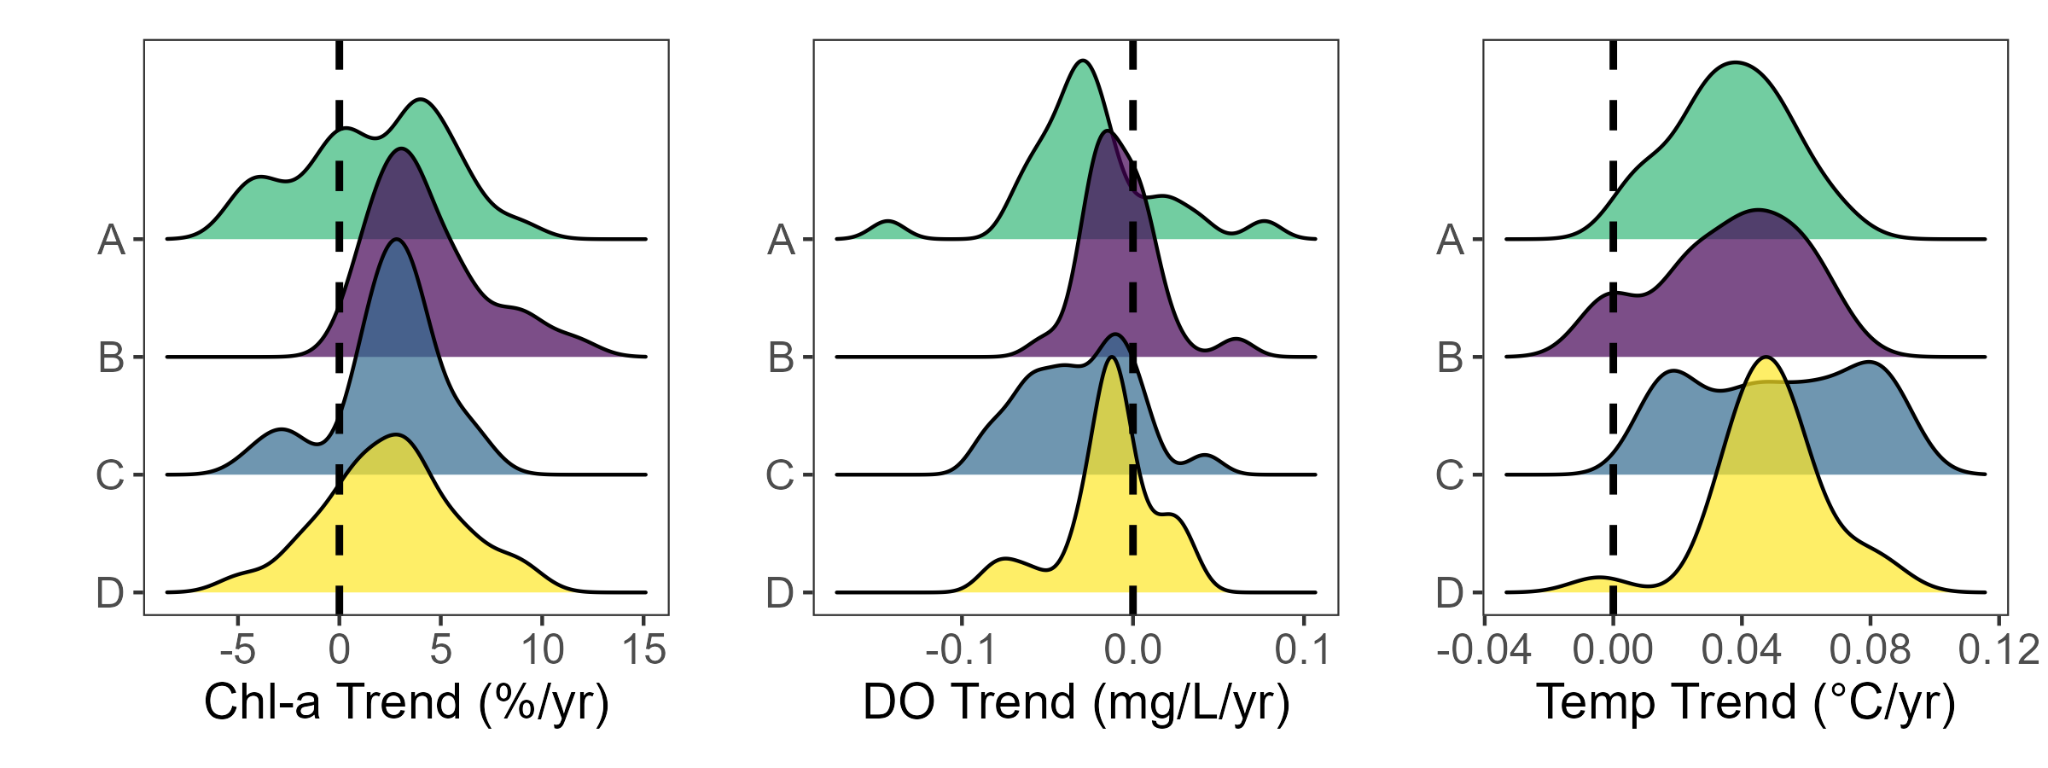 A
B
C
D
-5 0 5 10 15
Chl-a Trend (%/yr)
A
B
C
D
-0.1 0.0 0.1
DO Trend (mg/L/yr)
A
B
C
D
-0.04 0.00 0.04 0.08 0.12
Temp Trend (°C/yr)